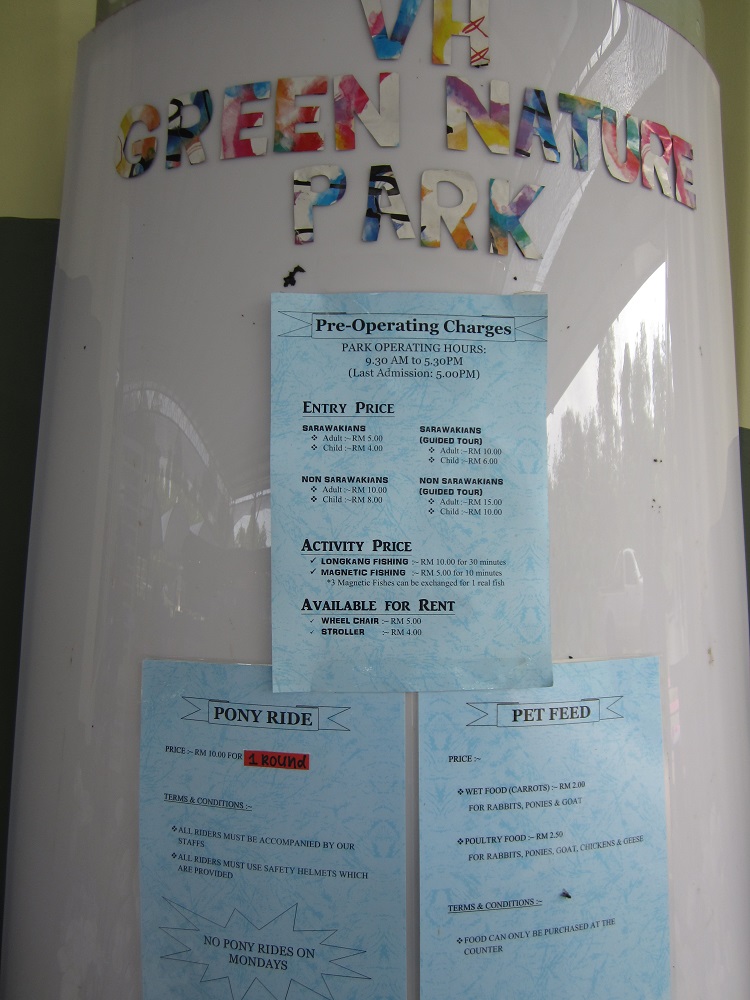 VH
GREEN NATURE
PARK
Pre-Operating Charges
PARK OPERATING HOURS:
9.30 AM to 5.30PM
(Last Admission: 5.00PM)
ENTRY PRICE
SARAWAKIANS
❖ Adult :~RM 5.00
❖ Child :~RM 4.00
SARAWAKIANS
(GUIDED TOUR)
❖ Adult :~RM 10.00
❖ Child :~RM 6.00
NON SARAWAKIANS
❖ Adult :~RM 10.00
❖ Child :~RM 8.00
NON SARAWAKIANS
(GUIDED TOUR)
❖ Adult :~RM 15.00
❖ Child :~RM 10.00
ACTIVITY PRICE
✓ LONGKANG FISHING :~ RM 10.00 for 30 minutes
✓ MAGNETIC FISHING :~ RM 5.00 for 10 minutes
*3 Magnetic Fishes can be exchanged for 1 real fish
AVAILABLE FOR RENT
✓ WHEEL CHAIR :~ RM 5.00
✓ STROLLER :~ RM 4.00
PONY RIDE
PRICE :~ RM 10.00 FOR 1 ROUND
TERMS & CONDITIONS :~
❖ALL RIDERS MUST BE ACCOMPANIED BY OUR
STAFFS
❖ALL RIDERS MUST USE SAFETY HELMETS WHICH
ARE PROVIDED
NO PONY RIDES ON
MONDAYS
PET FEED
PRICE :~
❖WET FOOD (CARROTS) :~ RM 2.00
FOR RABBITS, PONIES & GOAT
❖POULTRY FOOD :~ RM 2.50
FOR RABBITS, PONIES, GOAT, CHICKENS & GEESE
TERMS & CONDITIONS :~
❖FOOD CAN ONLY BE PURCHASED AT THE
COUNTER